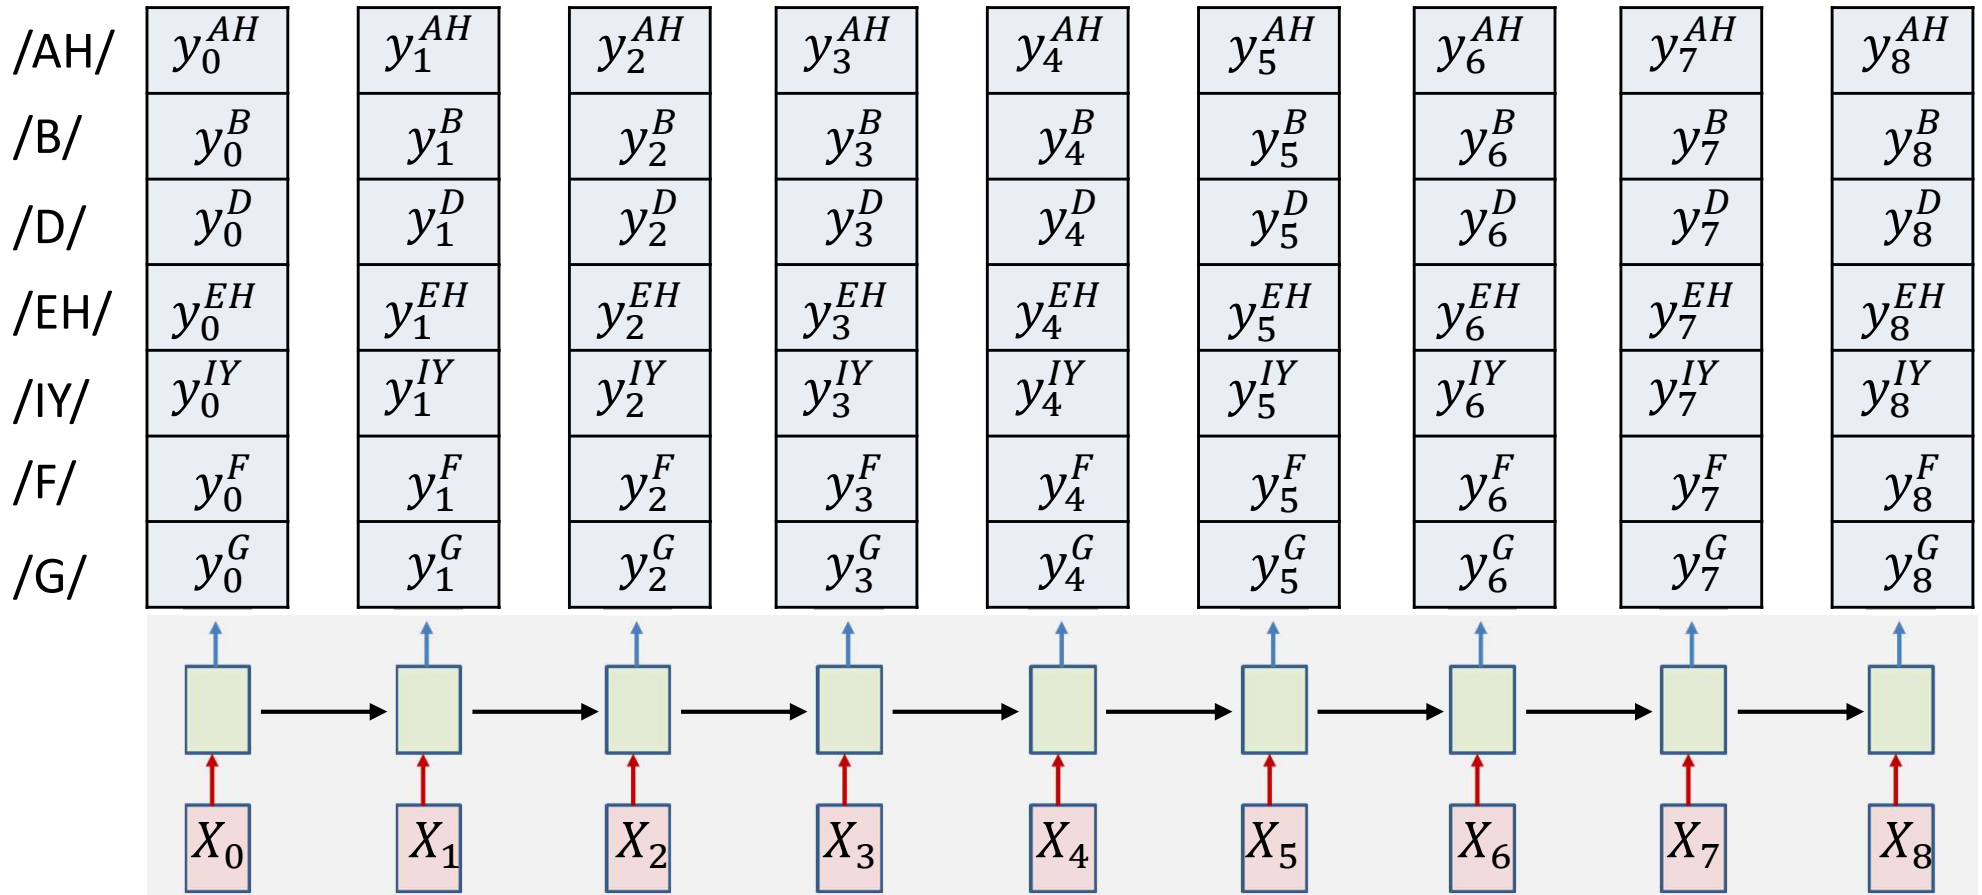 /AH/ y_0^{AH} y_1^{AH} y_2^{AH} y_3^{AH} y_4^{AH} y_5^{AH} y_6^{AH} y_7^{AH} y_8^{AH}
/B/ y_0^B y_1^B y_2^B y_3^B y_4^B y_5^B y_6^B y_7^B y_8^B
/D/ y_0^D y_1^D y_2^D y_3^D y_4^D y_5^D y_6^D y_7^D y_8^D
/EH/ y_0^{EH} y_1^{EH} y_2^{EH} y_3^{EH} y_4^{EH} y_5^{EH} y_6^{EH} y_7^{EH} y_8^{EH}
/IY/ y_0^{IY} y_1^{IY} y_2^{IY} y_3^{IY} y_4^{IY} y_5^{IY} y_6^{IY} y_7^{IY} y_8^{IY}
/F/ y_0^F y_1^F y_2^F y_3^F y_4^F y_5^F y_6^F y_7^F y_8^F
/G/ y_0^G y_1^G y_2^G y_3^G y_4^G y_5^G y_6^G y_7^G y_8^G
X_0 X_1 X_2 X_3 X_4 X_5 X_6 X_7 X_8